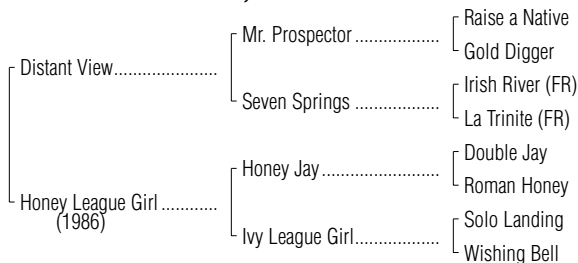 Raise a Native
Mr. Prospector ....................
Gold Digger
Distant View.........................
Irish River (FR)
Seven Springs ....................
La Trinite (FR)
Double Jay
Honey Jay............................
Roman Honey
Honey League Girl .............
(1986)
Solo Landing
Ivy League Girl....................
Wishing Bell